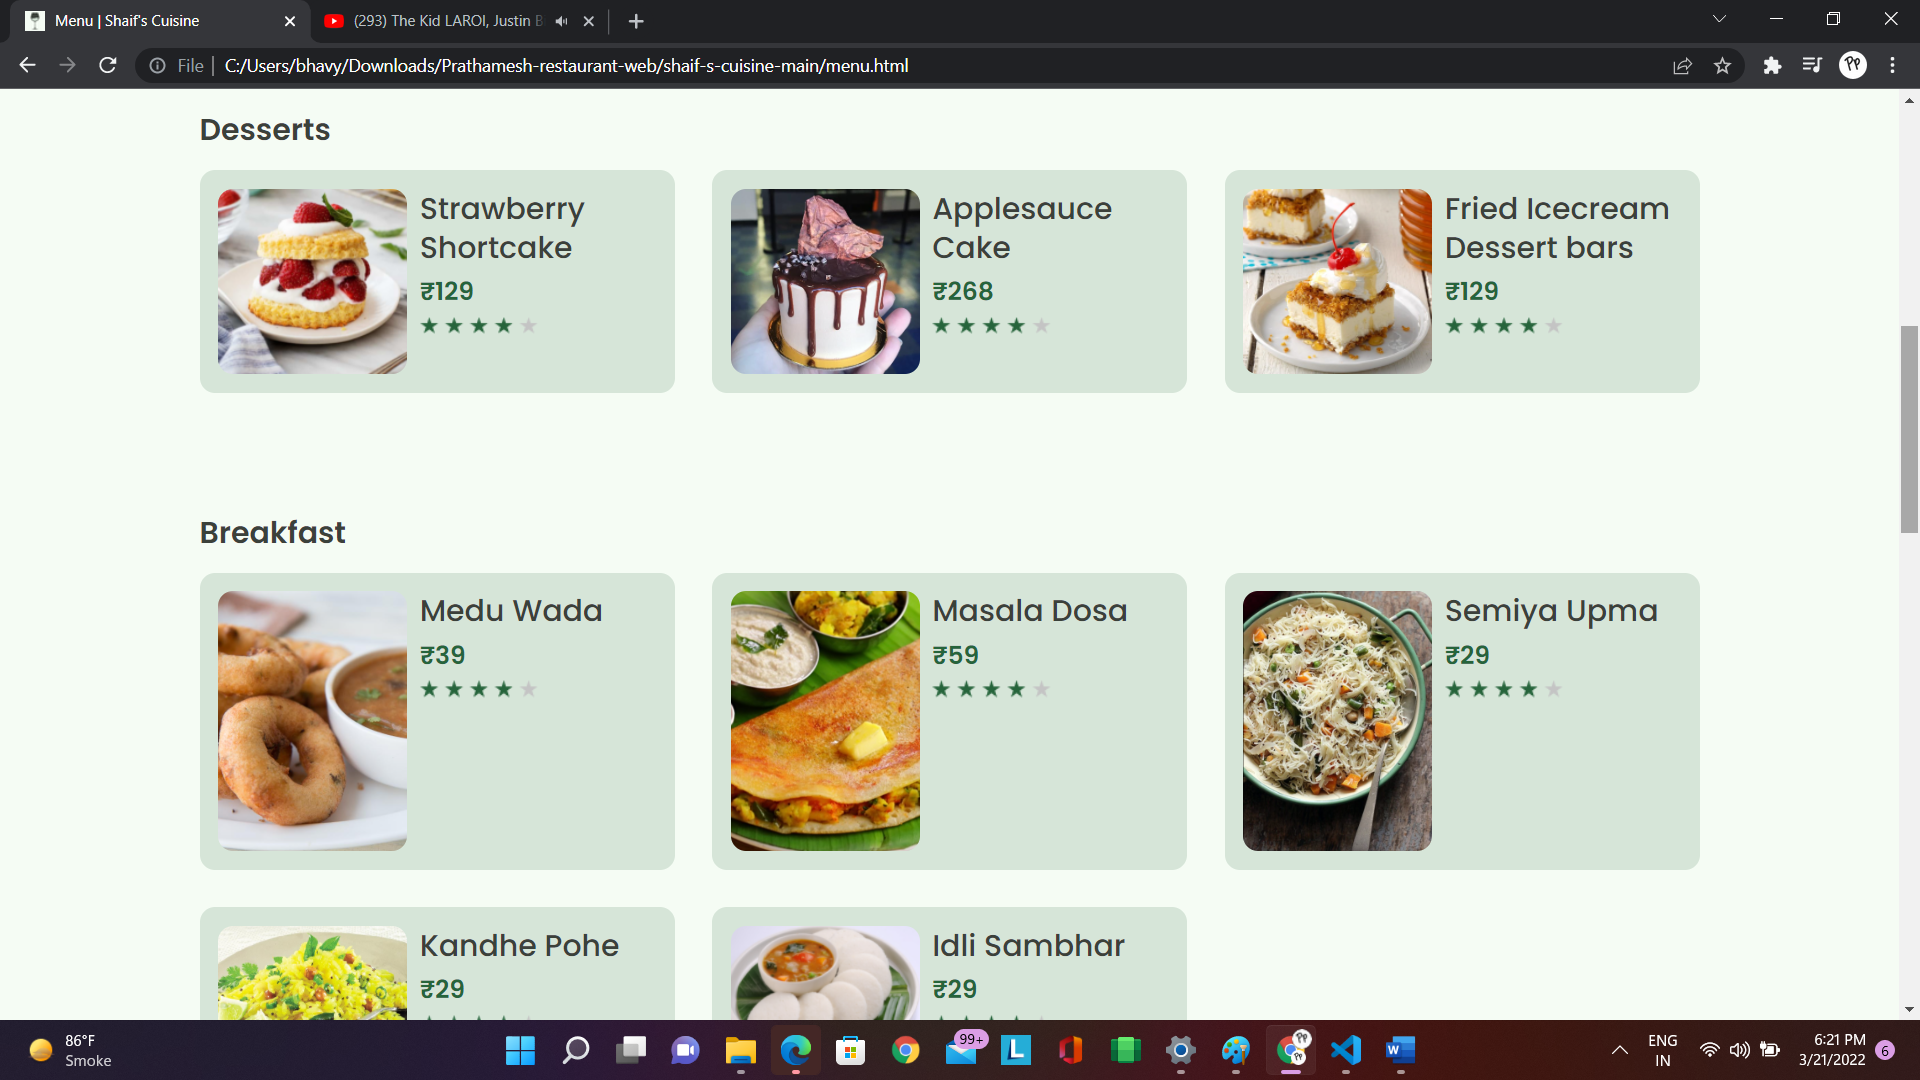 Menu | Shaif's Cuisine
(293) The Kid LAROI, Justin B
File
C:/Users/bhavy/Downloads/Prathamesh-restaurant-web/shaif-s-cuisine-main/menu.html
Desserts
Strawberry
Shortcake
₹129
Applesauce
Cake
₹268
Fried Icecream
Dessert bars
₹129
Breakfast
Medu Wada
₹39
Masala Dosa
₹59
Semiya Upma
₹29
Kandhe Pohe
₹29
Idli Sambhar
₹29
86°F
Smoke
99+
L
W
ENG
IN
6:21 PM
3/21/2022
6